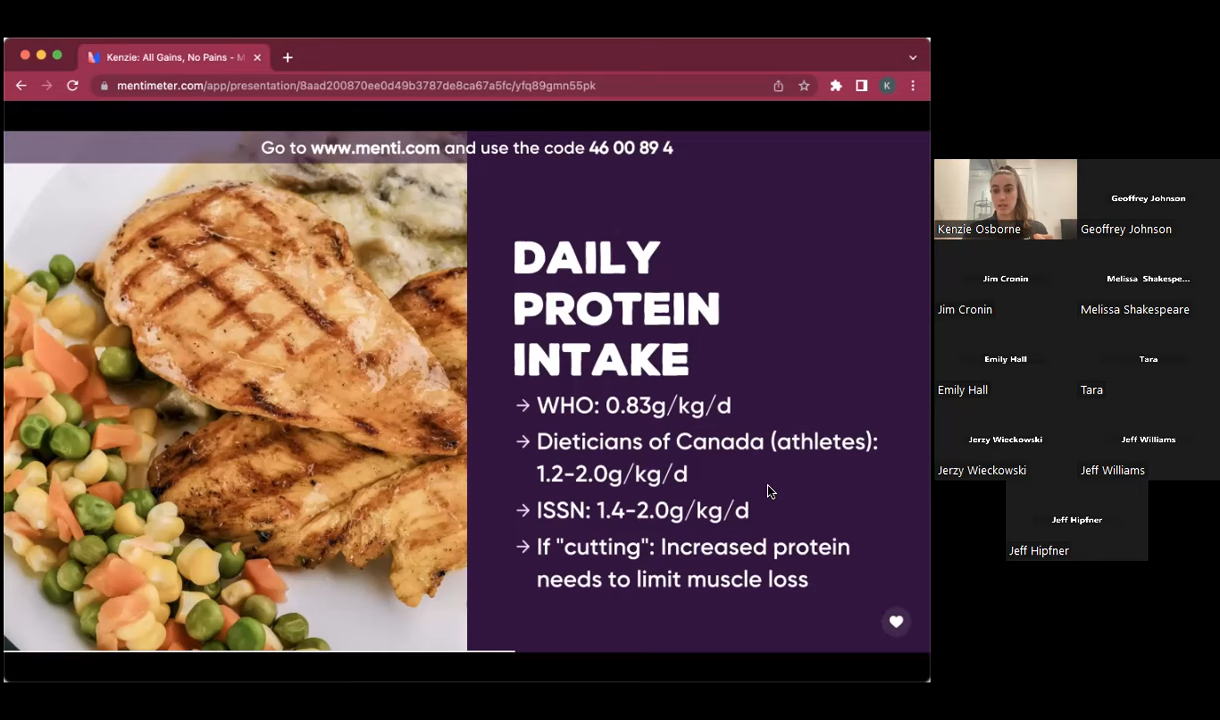 Kenzie: All Gains, No Pains - M
mentimeter.com/app/presentation/8aad200870ee0d49b3787de8ca67a5fc/yfq89gmn55pk
K
Go to www.menti.com and use the code 46 00 89 4
DAILY
PROTEIN
INTAKE
→ WHO: 0.83g/kg/d
→ Dieticians of Canada (athletes):
1.2-2.0g/kg/d
→ ISSN: 1.4-2.0g/kg/d
→ If "cutting": Increased protein
needs to limit muscle loss
Kenzie Osborne
Geoffrey Johnson
Geoffrey Johnson
Jim Cronin
Jim Cronin
Melissa Shakespe...
Melissa Shakespeare
Emily Hall
Emily Hall
Tara
Tara
Jerzy Wieckowski
Jerzy Wieckowski
Jeff Williams
Jeff Williams
Jeff Hipfner
Jeff Hipfner